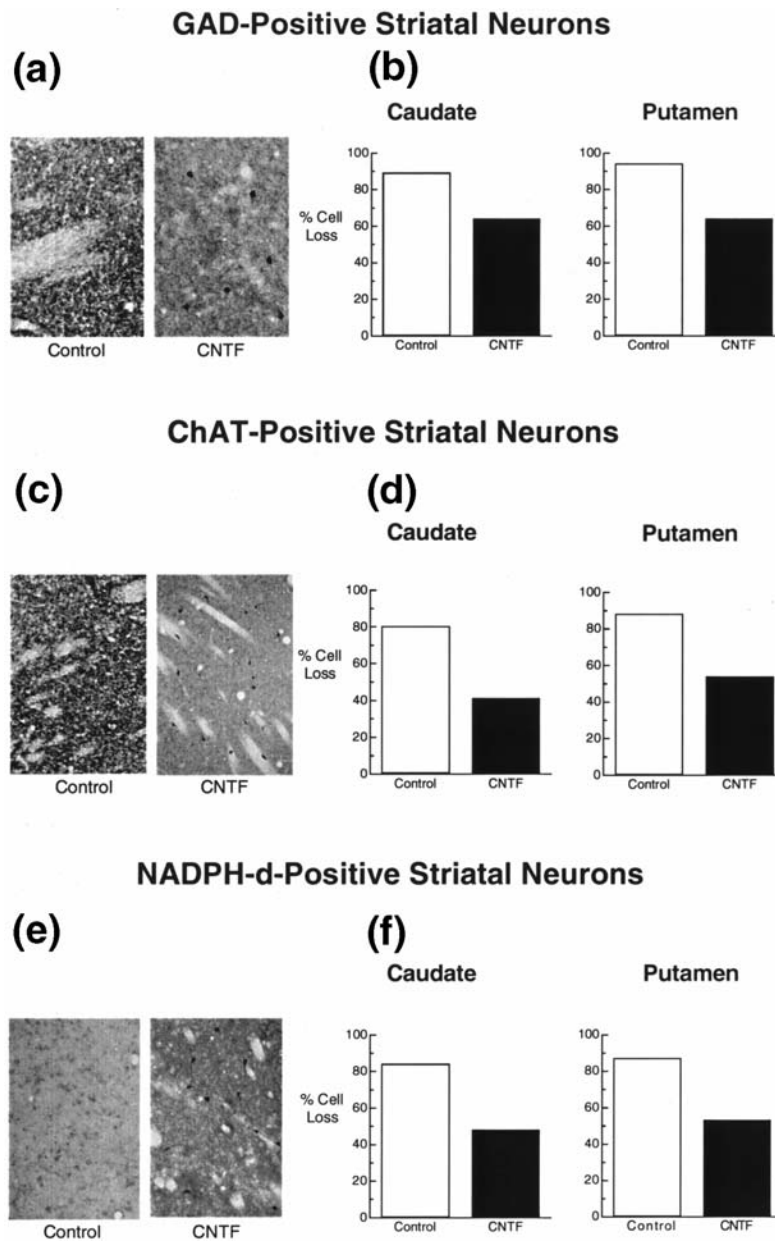 GAD-Positive Striatal Neurons
(a)
(b)
Caudate
Putamen
% Cell
Loss
100
80
60
40
20
0
100
80
60
40
20
0
Control
CNTF
Control
CNTF
Control
CNTF
ChAT-Positive Striatal Neurons
(c)
(d)
Caudate
Putamen
% Cell
Loss
100
80
60
40
20
0
100
80
60
40
20
0
Control
CNTF
Control
CNTF
Control
CNTF
NADPH-d-Positive Striatal Neurons
(e)
(f)
Caudate
Putamen
% Cell
Loss
100
80
60
40
20
0
100
80
60
40
20
0
Control
CNTF
Control
CNTF
Control
CNTF